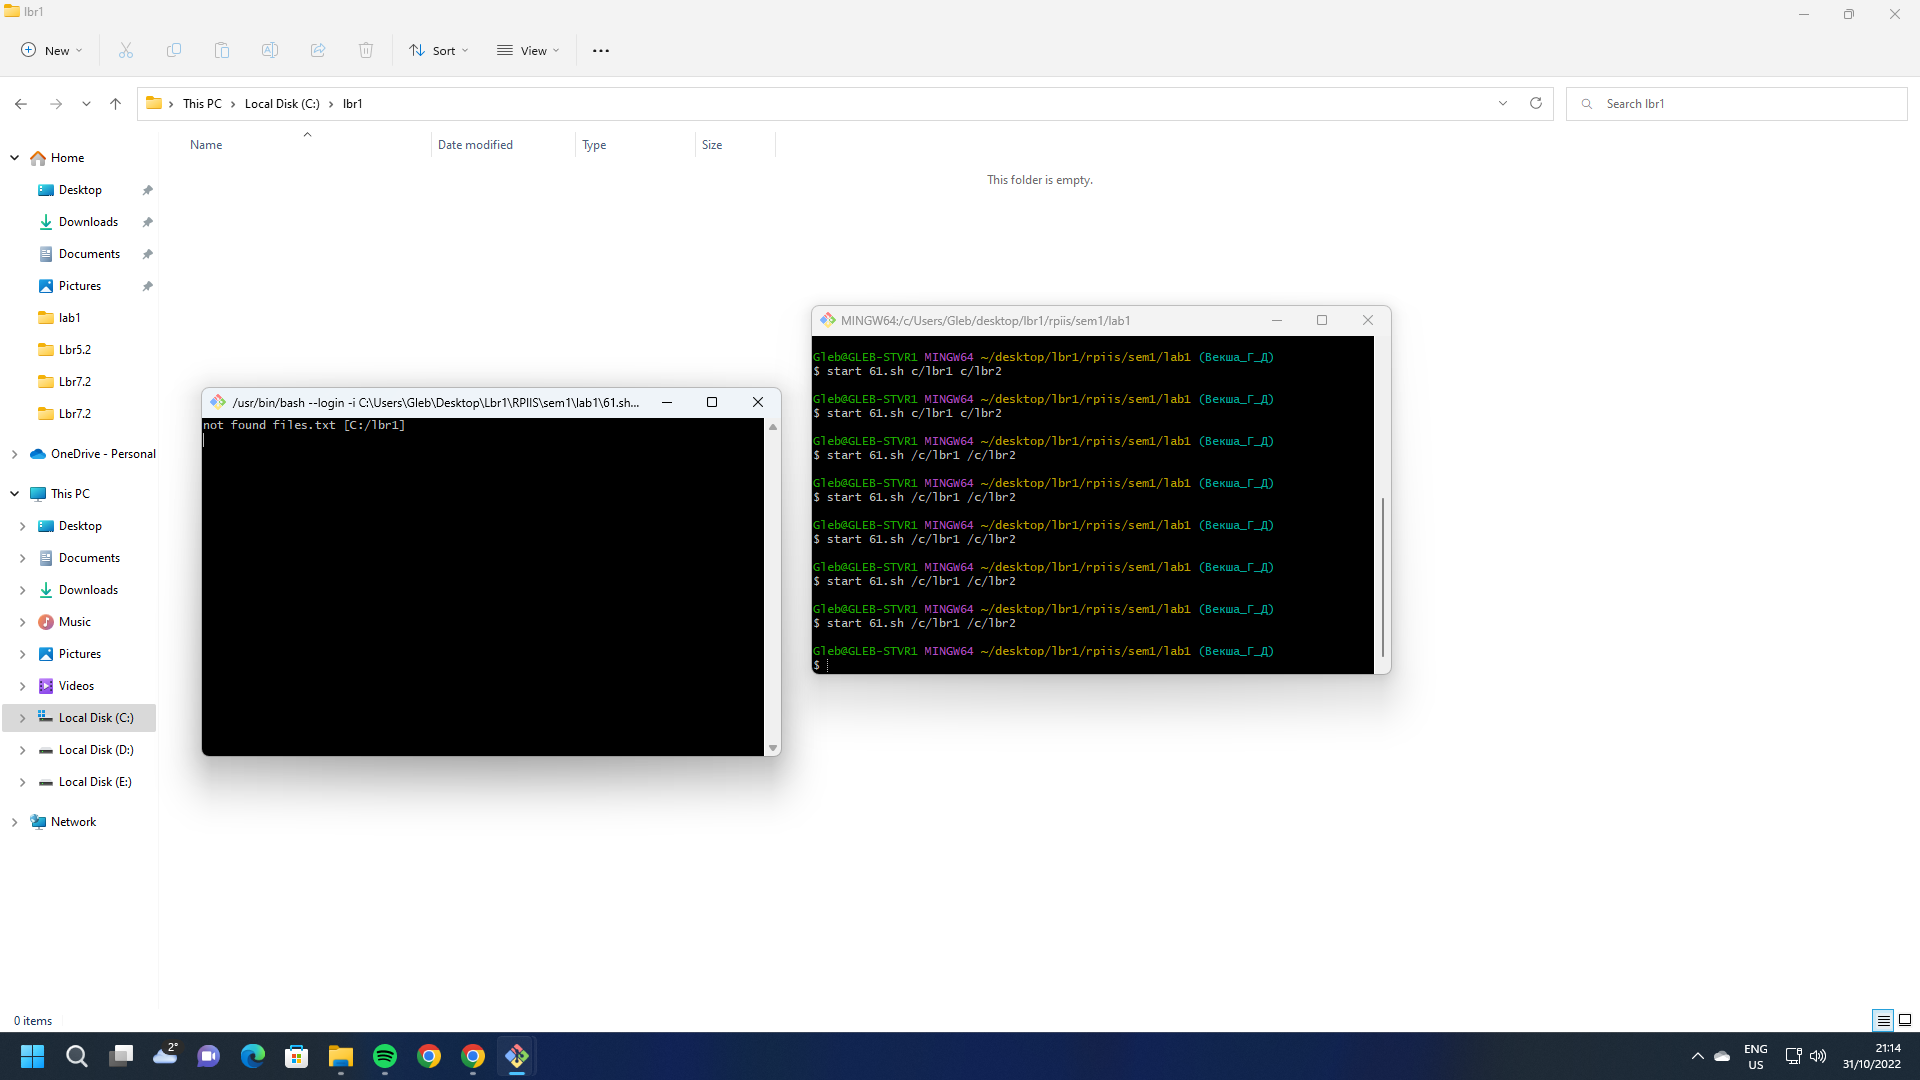 lbr1
New
Sort
View
This PC
Local Disk (C:)
lbr1
Search lbr1
Name
Date modified
Type
Size
This folder is empty.
Home
Desktop
Downloads
Documents
Pictures
lab1
Lbr5.2
Lbr7.2
Lbr7.2
OneDrive - Personal
This PC
Desktop
Documents
Downloads
Music
Pictures
Videos
Local Disk (C:)
Local Disk (D:)
Local Disk (E:)
Network
/usr/bin/bash --login -i C:\Users\Gleb\Desktop\Lbr1\RPIIS\sem1\lab1\61.sh...
not found files.txt [C:/lbr1]
MINGW64:/c/Users/Gleb/desktop/lbr1/rpiis/sem1/lab1
Gleb@GLEB-STVR1 MINGW64 ~/desktop/lbr1/rpiis/sem1/lab1 (Векша_Г_Д)
$ start 61.sh c/lbr1 c/lbr2
Gleb@GLEB-STVR1 MINGW64 ~/desktop/lbr1/rpiis/sem1/lab1 (Векша_Г_Д)
$ start 61.sh c/lbr1 c/lbr2
Gleb@GLEB-STVR1 MINGW64 ~/desktop/lbr1/rpiis/sem1/lab1 (Векша_Г_Д)
$ start 61.sh /c/lbr1 /c/lbr2
Gleb@GLEB-STVR1 MINGW64 ~/desktop/lbr1/rpiis/sem1/lab1 (Векша_Г_Д)
$ start 61.sh /c/lbr1 /c/lbr2
Gleb@GLEB-STVR1 MINGW64 ~/desktop/lbr1/rpiis/sem1/lab1 (Векша_Г_Д)
$ start 61.sh /c/lbr1 /c/lbr2
Gleb@GLEB-STVR1 MINGW64 ~/desktop/lbr1/rpiis/sem1/lab1 (Векша_Г_Д)
$ start 61.sh /c/lbr1 /c/lbr2
Gleb@GLEB-STVR1 MINGW64 ~/desktop/lbr1/rpiis/sem1/lab1 (Векша_Г_Д)
$ start 61.sh /c/lbr1 /c/lbr2
Gleb@GLEB-STVR1 MINGW64 ~/desktop/lbr1/rpiis/sem1/lab1 (Векша_Г_Д)
$
0 items
2°
ENG
US
21:14
31/10/2022